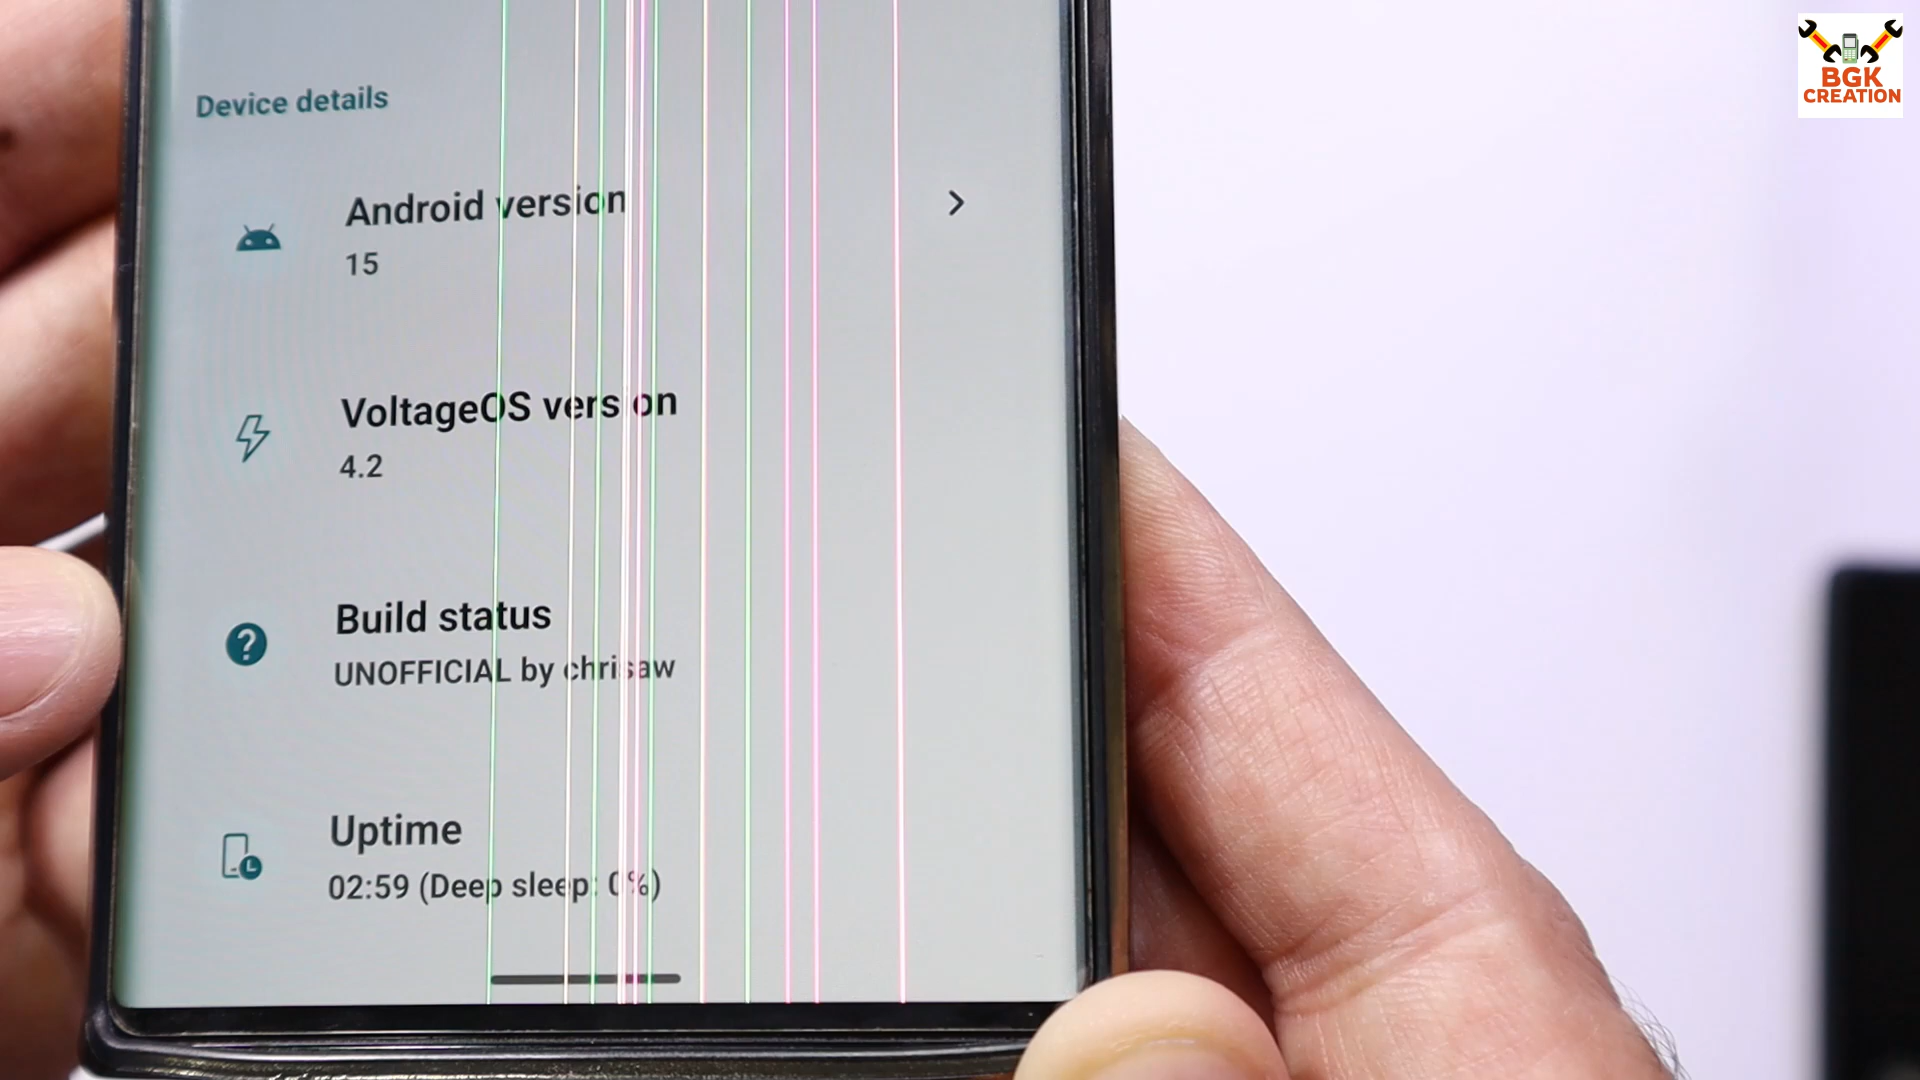 BGK
CREATION
Device details
Android version
15
VoltageOS version
4.2
Build status
UNOFFICIAL by chrisaw
Uptime
02:59 (Deep sleep: 0%)